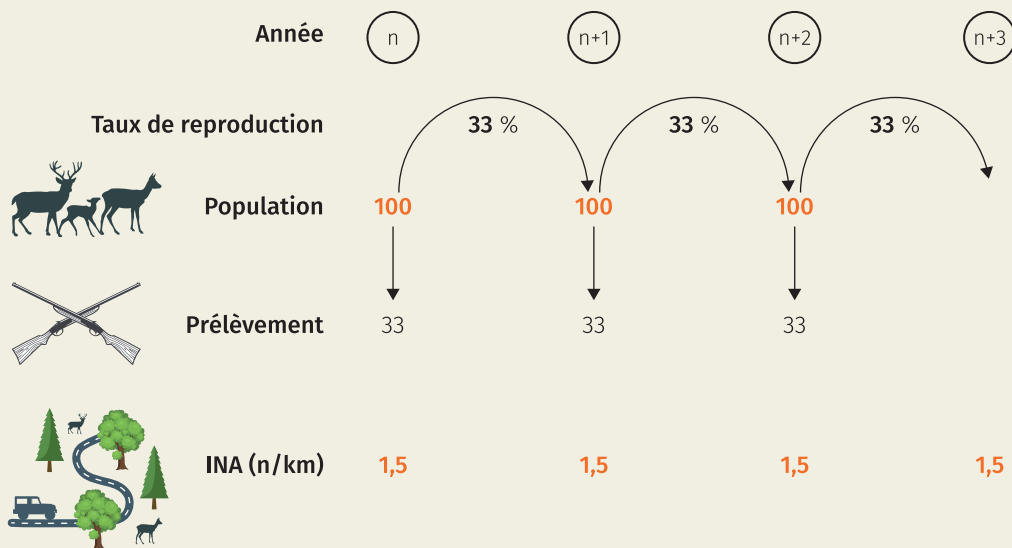 Année n n+1 n+2 n+3
Taux de reproduction 33 % 33 % 33 %
Population 100 100 100
Prélèvement 33 33 33
INA (n/km) 1,5 1,5 1,5 1,5